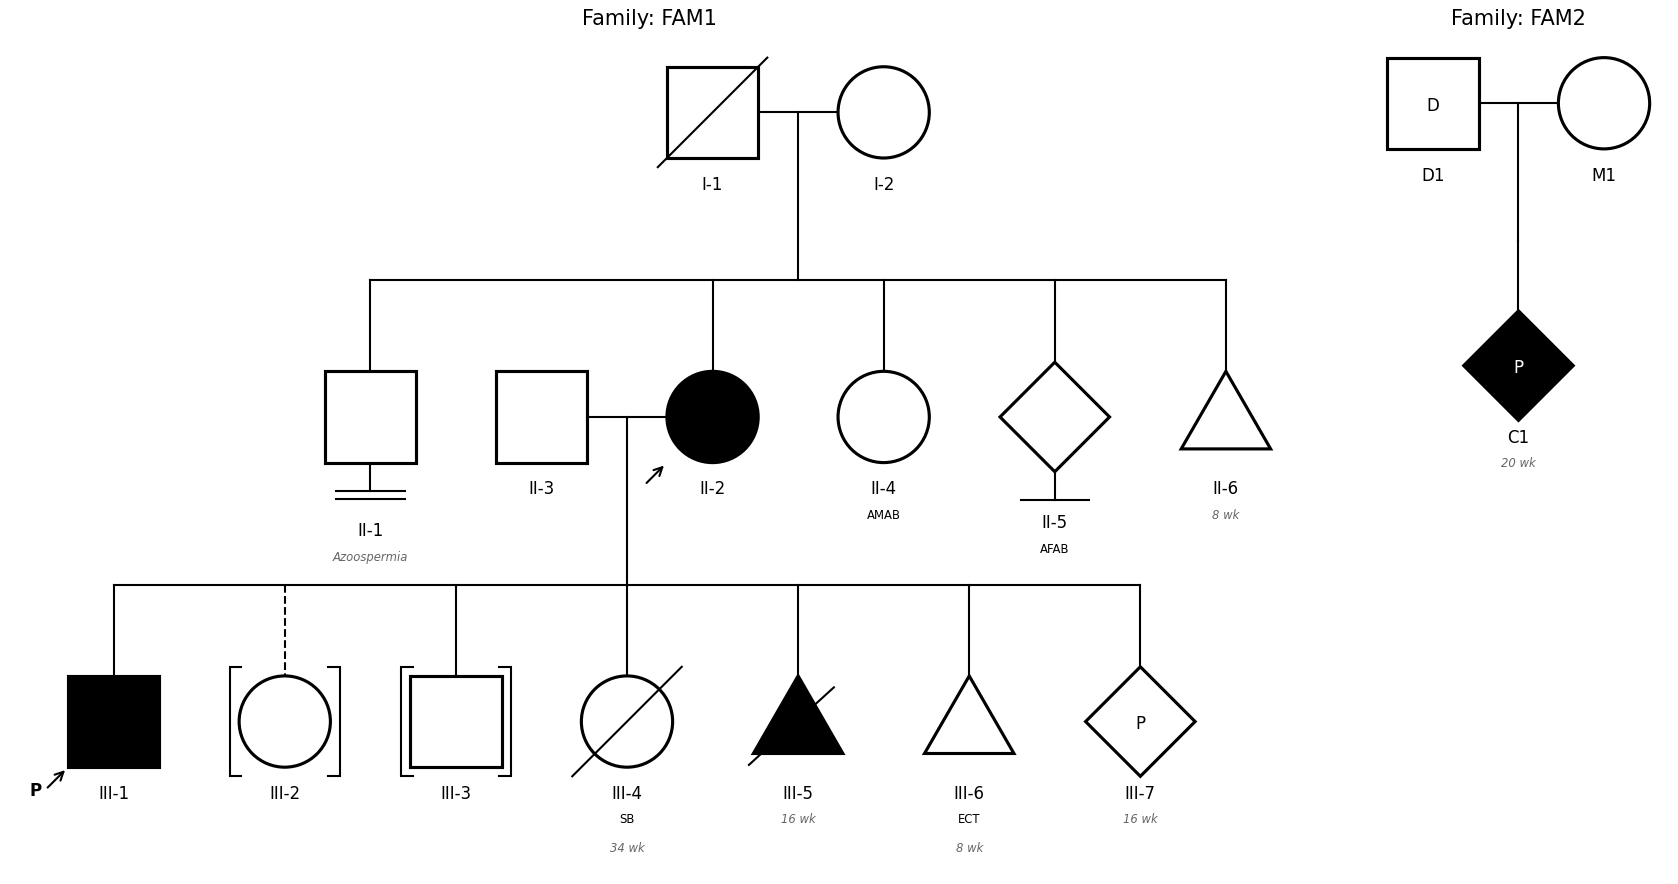 Family: FAM1
Family: FAM2
D
I-1
I-2
D1
M1
P
C1
20 wk
II-1
Azoospermia
II-3
II-2
II-4
AMAB
II-5
AFAB
II-6
8 wk
P
P
III-1
III-2
III-3
III-4
SB
34 wk
III-5
16 wk
III-6
ECT
8 wk
III-7
16 wk